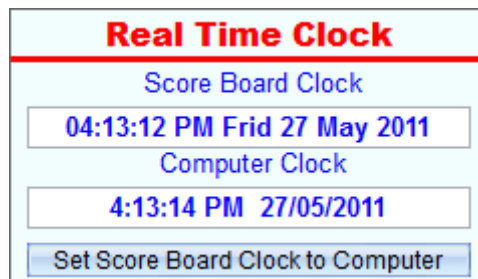 Real Time Clock
Score Board Clock
04:13:12 PM Frid 27 May 2011
Computer Clock
4:13:14 PM  27/05/2011
Set Score Board Clock to Computer